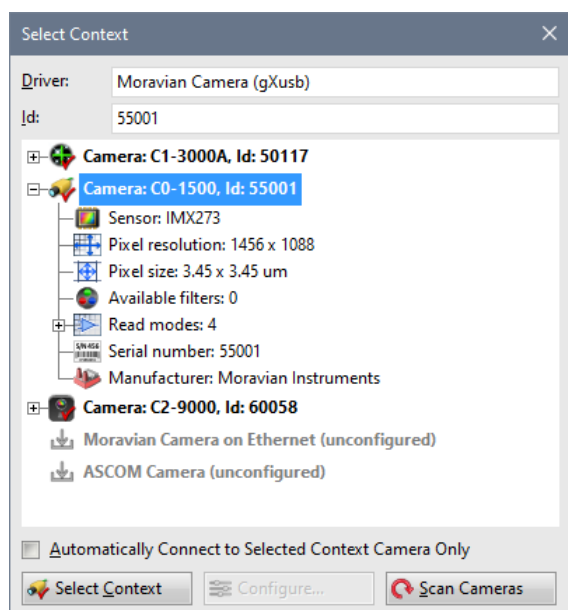 Select Context
Driver: Moravian Camera (gXusb)
Id: 55001
Camera: C1-3000A, Id: 50117
Camera: C0-1500, Id: 55001
Sensor: IMX273
Pixel resolution: 1456 x 1088
Pixel size: 3.45 x 3.45 um
Available filters: 0
Read modes: 4
S/N 456 Serial number: 55001
Manufacturer: Moravian Instruments
Camera: C2-9000, Id: 60058
Moravian Camera on Ethernet (unconfigured)
ASCOM Camera (unconfigured)
Automatically Connect to Selected Context Camera Only
Select Context Configure... Scan Cameras